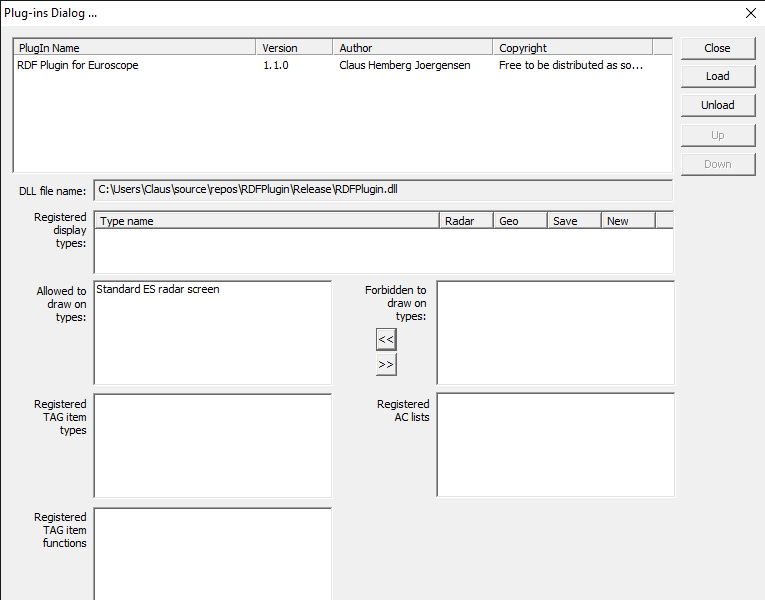 Plug-ins Dialog ...
PlugIn Name Version Author Copyright
RDF Plugin for Euroscope 1.1.0 Claus Hemberg Joergensen Free to be distributed as so...
Close
Load
Unload
Up
Down
DLL file name: C:\Users\Claus\source\repos\RDFPlugin\Release\RDFPlugin.dll
Registered
display
types:
Type name Radar Geo Save New
Allowed to
draw on
types:
Standard ES radar screen
Forbidden to
draw on
types:
<<
>>
Registered
TAG item
types
Registered
AC lists
Registered
TAG item
functions